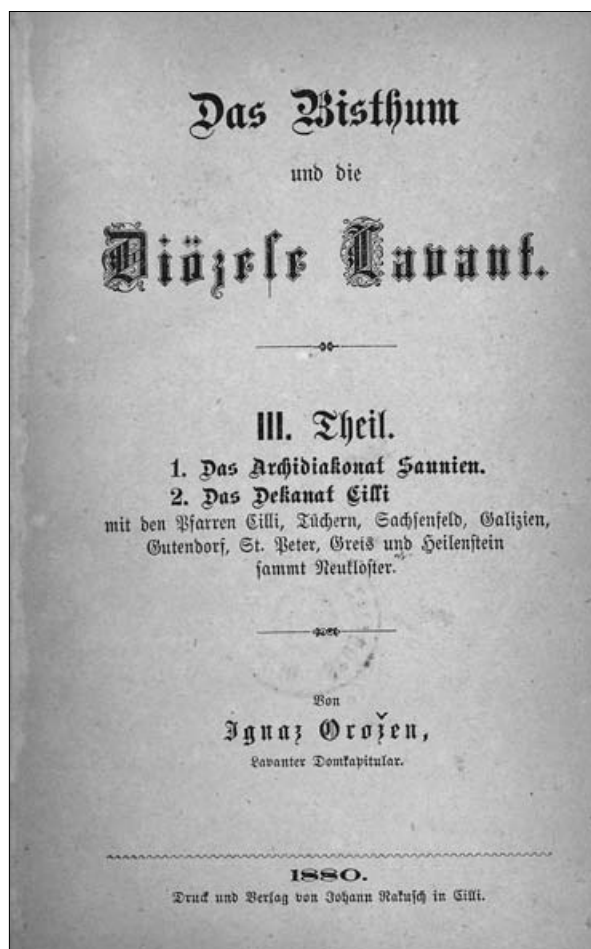 Das Bisthum
und die
Diözese Lavant.
III. Theil.
1. Das Archidiakonat Saunien.
2. Das Dekanat Cilli
mit den Pfarren Cilli, Tüchern, Sachsenfeld, Galizien,
Gutendorf, St. Peter, Greis und Heilenstein
sammt Neukloster.
Von
Ignaz Orožen,
Lavanter Domkapitular.
1880.
Druck und Verlag von Johann Rakusch in Cilli.